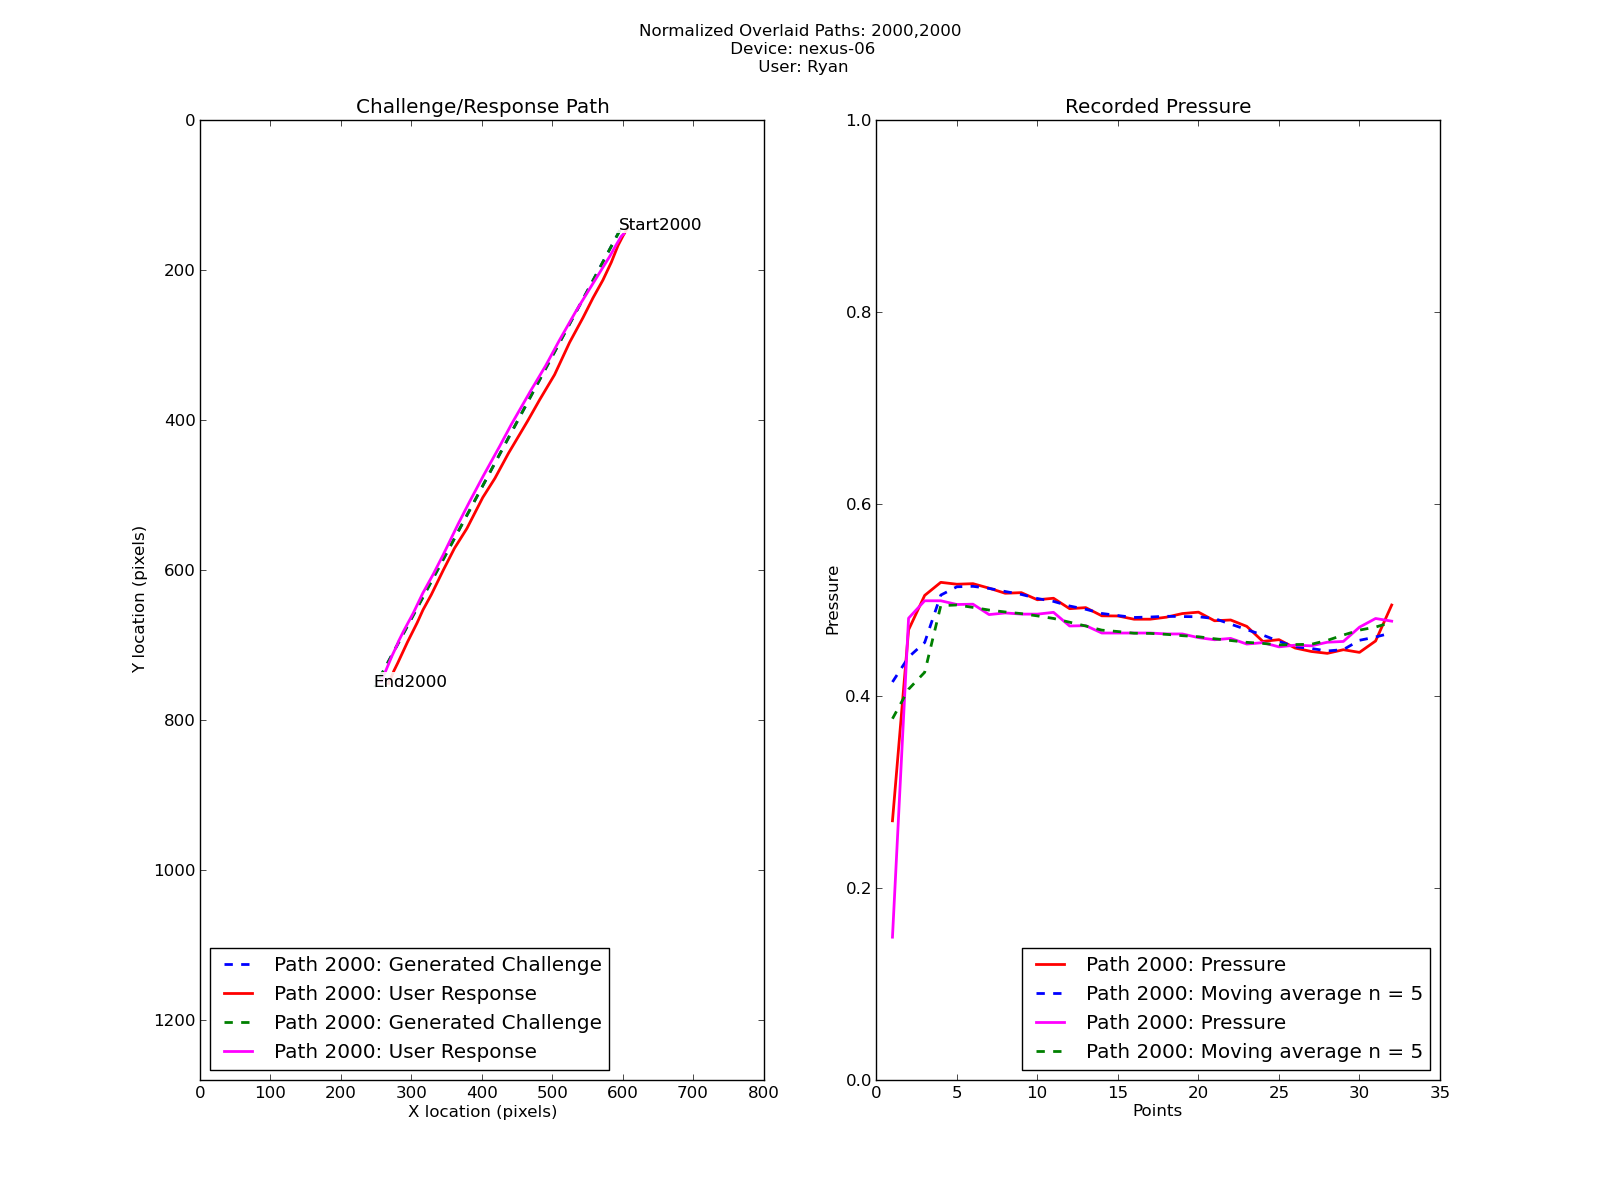 Normalized Overlaid Paths: 2000,2000
Device: nexus-06
User: Ryan
Challenge/Response Path
0
200
400
600
800
1000
1200
Y location (pixels)
Start2000
End2000
Path 2000: Generated Challenge
Path 2000: User Response
Path 2000: Generated Challenge
Path 2000: User Response
0 100 200 300 400 500 600 700 800
X location (pixels)
Recorded Pressure
1.0
0.8
0.6
0.4
0.2
0.0
Pressure
Path 2000: Pressure
Path 2000: Moving average n = 5
Path 2000: Pressure
Path 2000: Moving average n = 5
0 5 10 15 20 25 30 35
Points